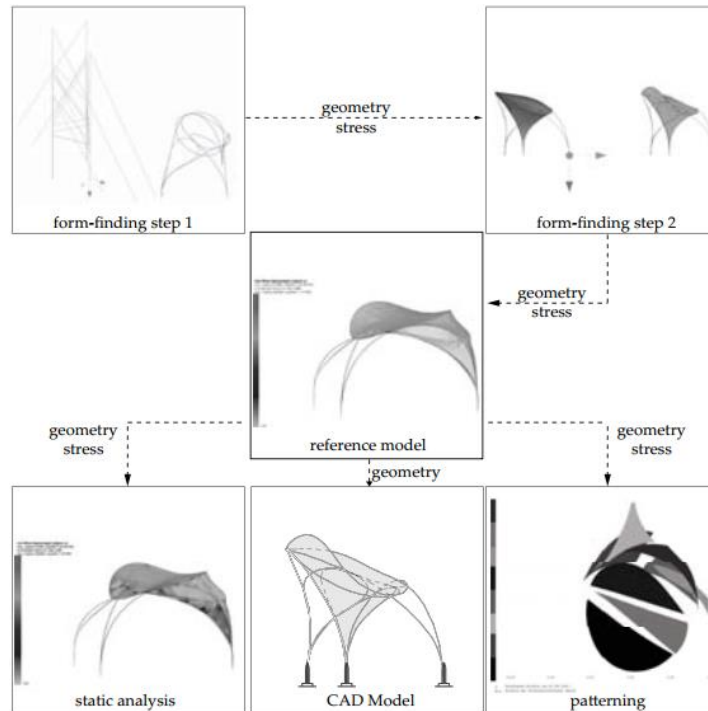 geometry
stress
form-finding step 1
form-finding step 2
geometry
stress
reference model
geometry
stress
geometry
geometry
stress
static analysis
CAD Model
patterning